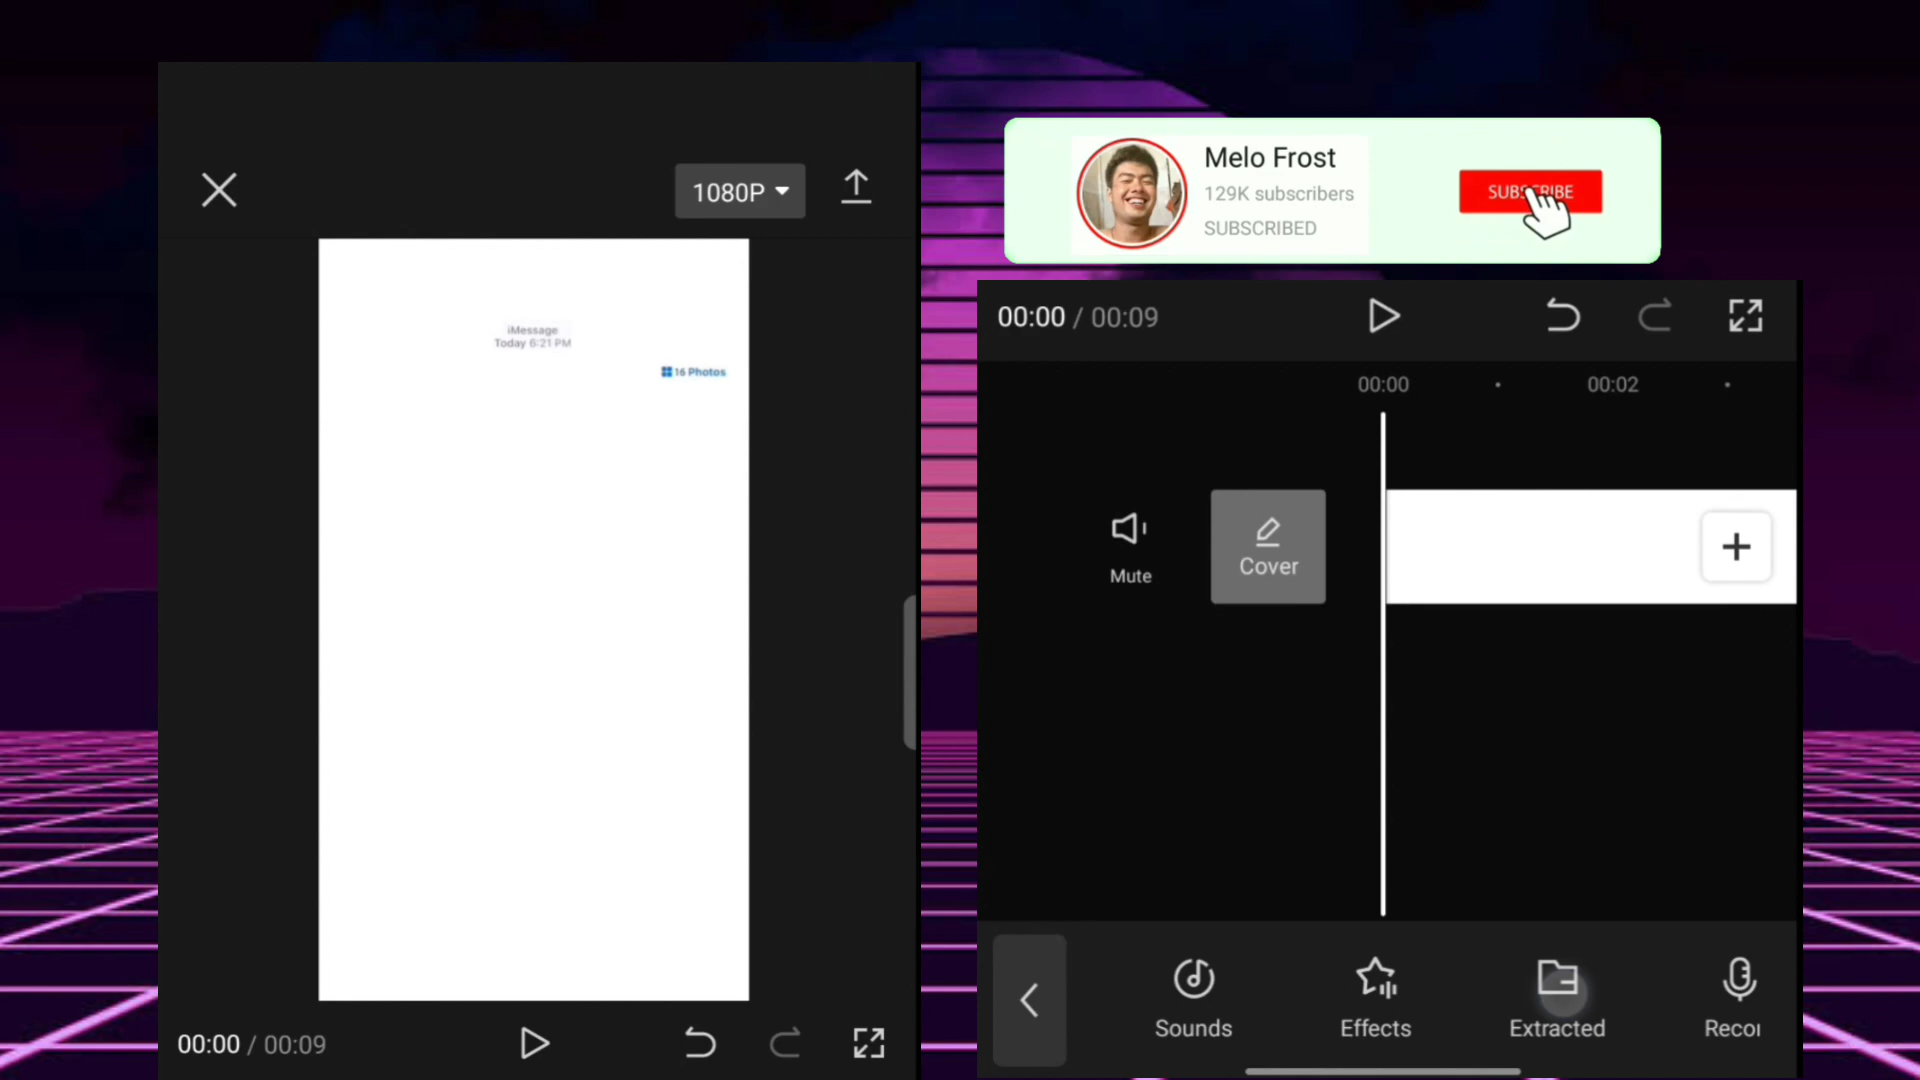 1080P
iMessage
Today 6:21 PM
16 Photos
00:00 / 00:09
Melo Frost
129K subscribers
SUBSCRIBED
SUBSCRIBE
00:00 / 00:09
00:00
00:02
Mute
Cover
Sounds
Effects
Extracted
Recor